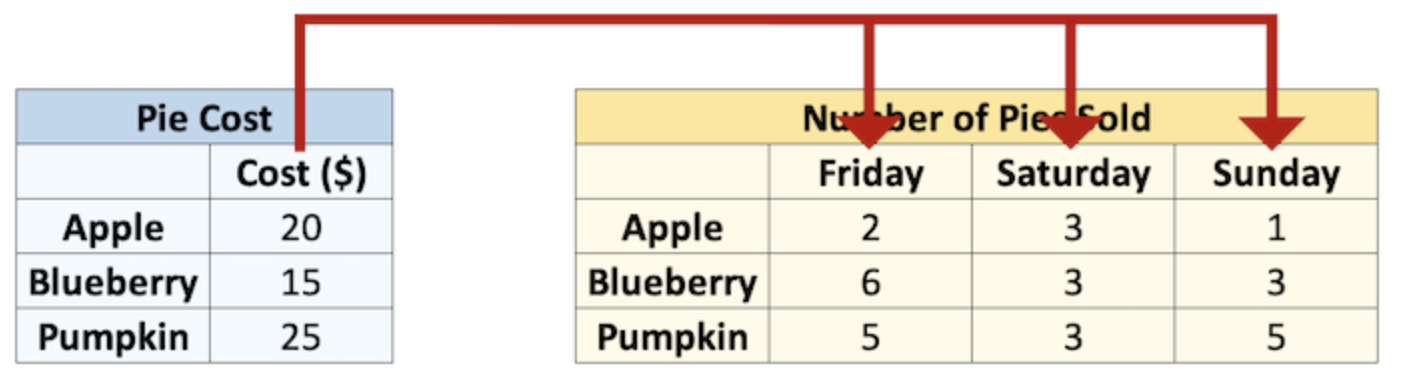 Pie Cost
Cost ($)
Apple 20
Blueberry 15
Pumpkin 25
Number of Pies Sold
Friday Saturday Sunday
Apple 2 3 1
Blueberry 6 3 3
Pumpkin 5 3 5